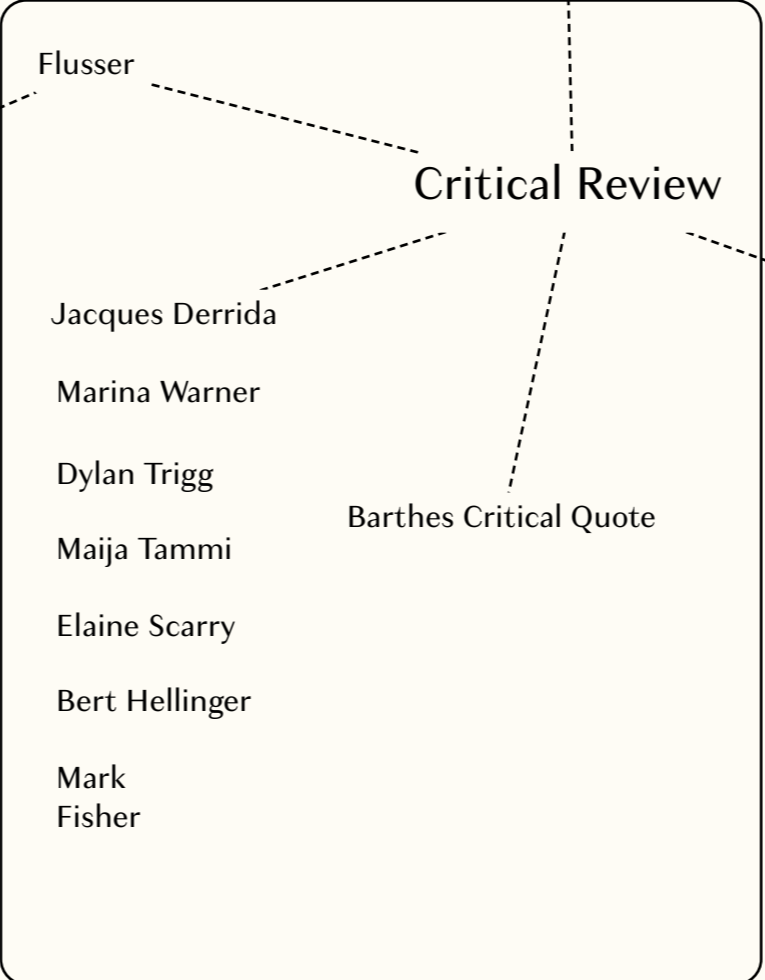 Flusser
Critical Review
Jacques Derrida
Marina Warner
Dylan Trigg
Barthes Critical Quote
Maija Tammi
Elaine Scarry
Bert Hellinger
Mark
Fisher